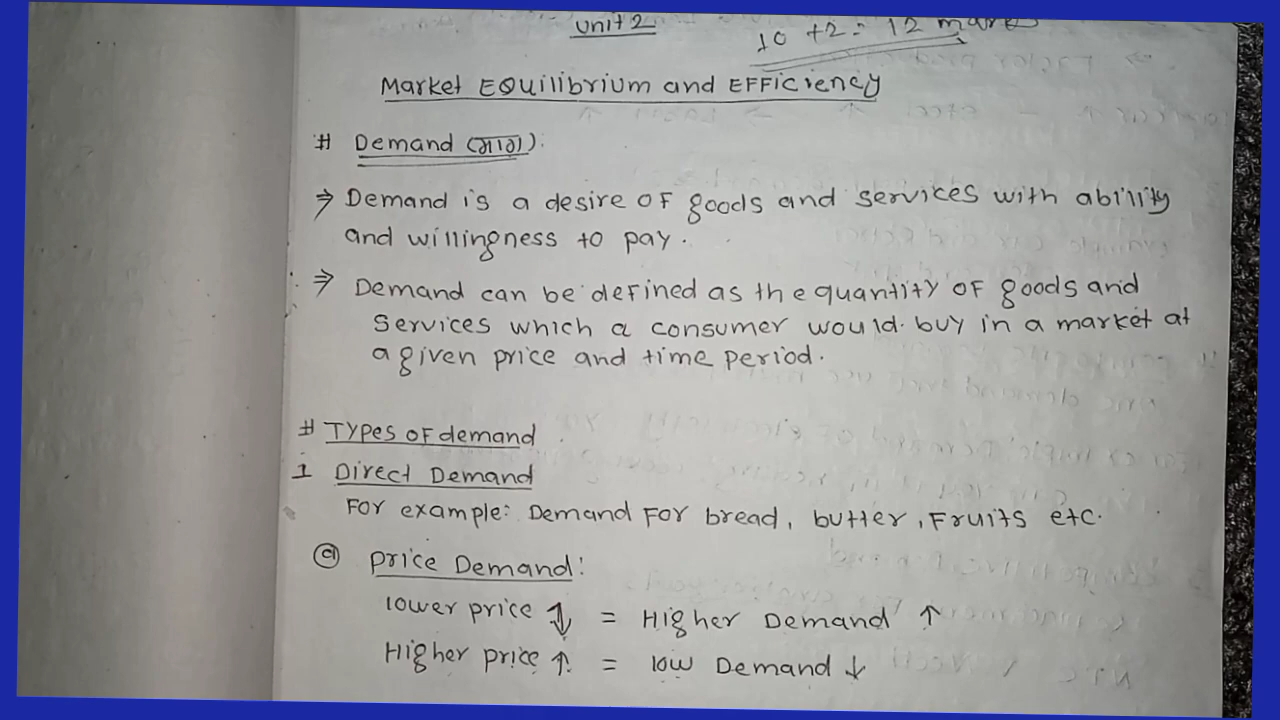 Unit 2
10 + 2 = 12 mark
Market EQuilibrium and EFFiciency
# Demand (माग):
⇒ Demand is a desire OF goods and services with ability
and willingness to pay.
⇒ Demand can be defined as the quantity OF goods and
services which a consumer would buy in a market at
a given price and time period.
# Types OF demand
1 Direct Demand
For example: Demand For bread, butter, Fruits etc.
ⓐ Price Demand:
lower price ↓ = Higher Demand ↑
Higher price ↑ = low Demand ↓